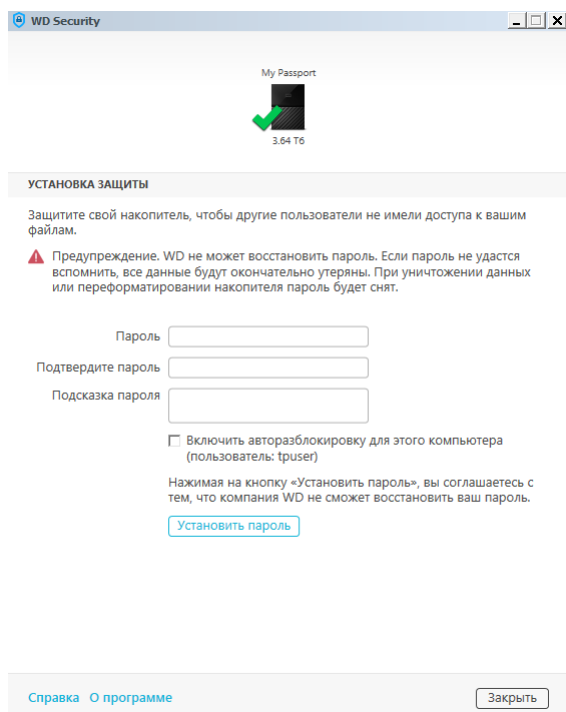 WD Security
My Passport
3.64 Тб
УСТАНОВКА ЗАЩИТЫ
Защитите свой накопитель, чтобы другие пользователи не имели доступа к вашим
файлам.
Предупреждение. WD не может восстановить пароль. Если пароль не удастся
вспомнить, все данные будут окончательно утеряны. При уничтожении данных
или переформатировании накопителя пароль будет снят.
Пароль
Подтвердите пароль
Подсказка пароля
Включить авторазблокировку для этого компьютера
(пользователь: tpuser)
Нажимая на кнопку «Установить пароль», вы соглашаетесь с
тем, что компания WD не сможет восстановить ваш пароль.
Установить пароль
Справка О программе
Закрыть